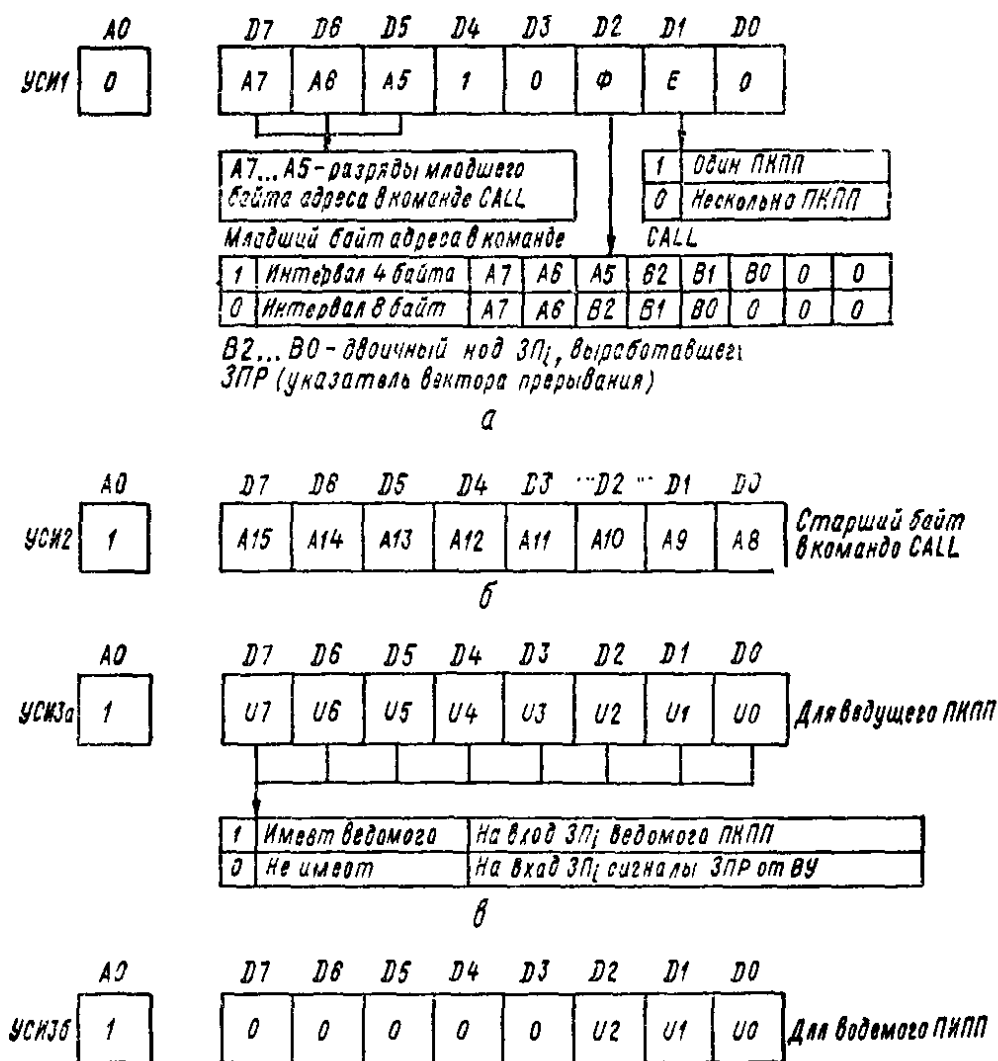 A0 D7 D6 D5 D4 D3 D2 D1 D0
УСИ1 0 A7 A6 A5 1 0 Ф E 0
A7...A5-разряды младшего
байта адреса в команде CALL
1 Один ПКПП
0 Несколько ПКПП
Младший байт адреса в команде CALL
1 Интервал 4 байта A7 A6 A5 B2 B1 B0 0 0
0 Интервал 8 байт A7 A6 B2 B1 B0 0 0 0
B2...B0-двоичный код ЗПi, выработавшег
ЗПР (указатель вектора прерывания)
а
A0 D7 D6 D5 D4 D3 D2 D1 D0
УСИ2 1 A15 A14 A13 A12 A11 A10 A9 A8
Старший байт
в командо CALL
б
A0 D7 D6 D5 D4 D3 D2 D1 D0
УСИ3а 1 U7 U6 U5 U4 U3 U2 U1 U0 Для ведущего ПКПП
1 Имеет ведомого На вход ЗПi ведомого ПКПП
0 Не имеет На вход ЗПi сигналы ЗПР от ВУ
в
A0 D7 D6 D5 D4 D3 D2 D1 D0
УСИ3б 1 0 0 0 0 0 U2 U1 U0 Для водемого ПКПП